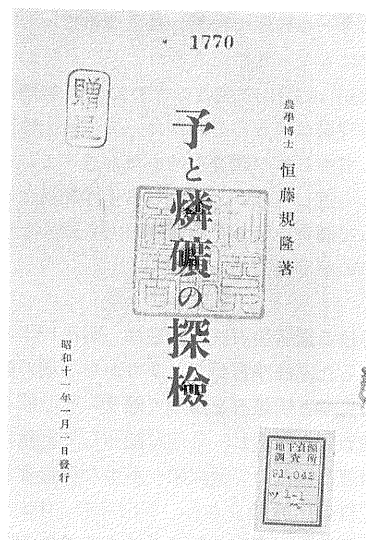 1770
贈呈
農學博士 恒藤規隆著
予と燐礦の探檢
昭和十一年一月一日發行
地下資源
調査所